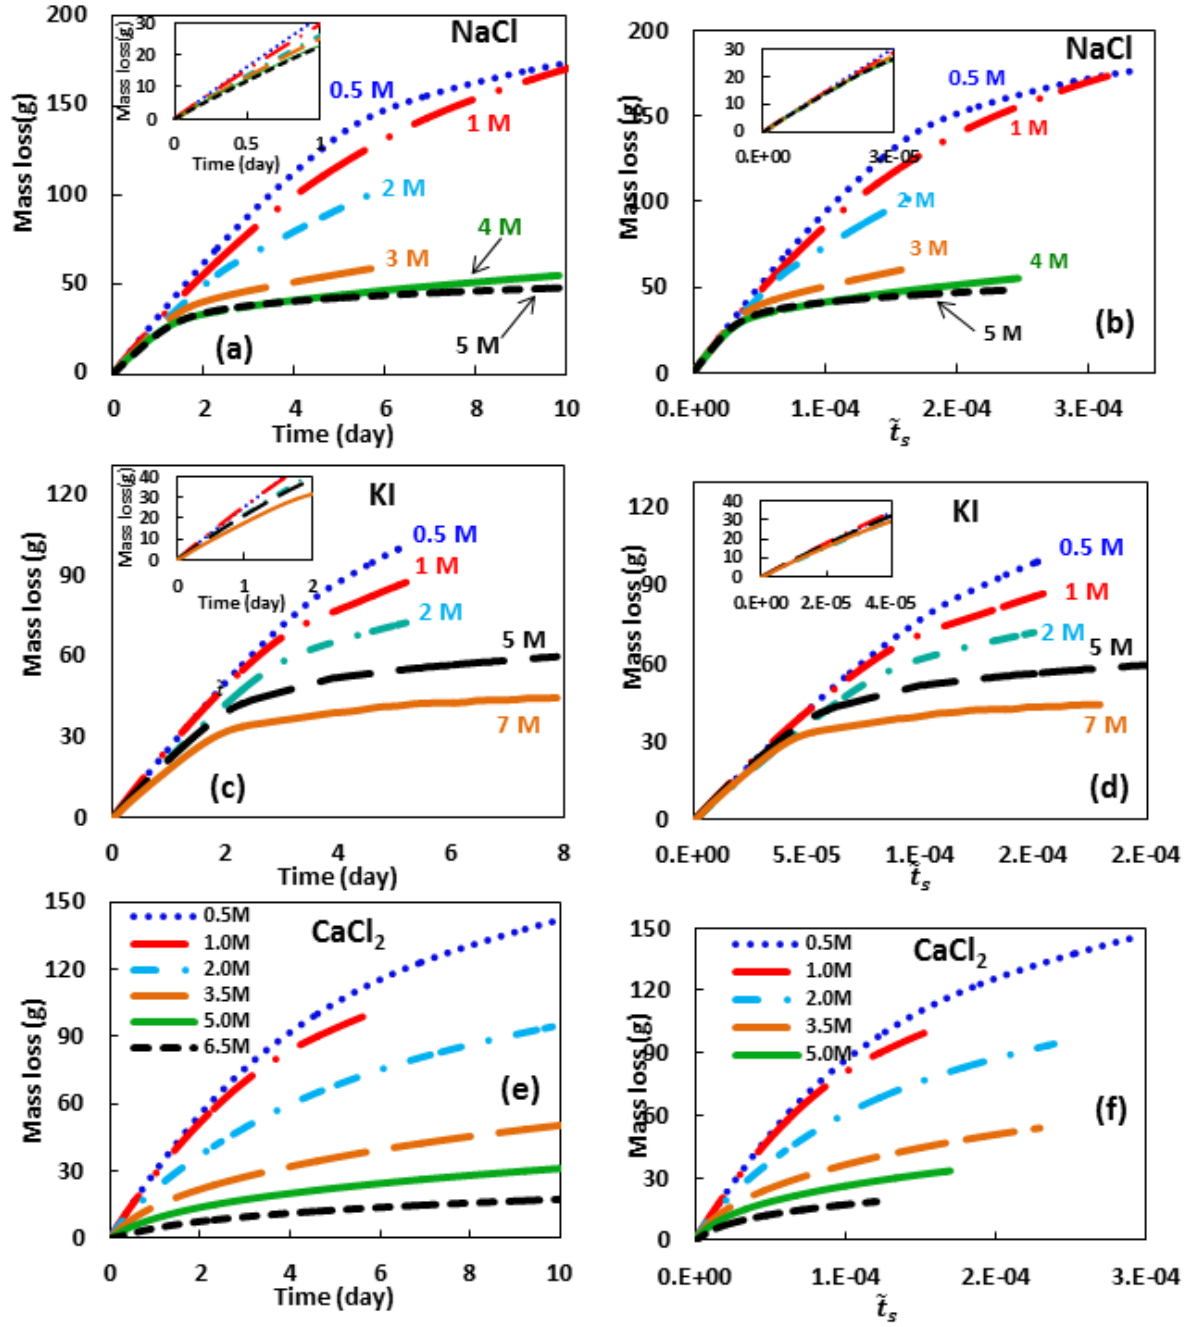 200
150
100
50
0
Mass loss(g)
30
20
10
0
Mass loss(g)
0
0.5
1
Time (day)
NaCl
0.5 M
1 M
2 M
3 M
4 M
5 M
(a)
0
2
4
6
8
10
Time (day)
200
150
100
50
0
Mass loss (g)
30
20
10
0
0.E+00
3.E-05
NaCl
0.5 M
1 M
2 M
3 M
4 M
5 M
(b)
0.E+00
1.E-04
2.E-04
3.E-04
t̃s
120
90
60
30
0
Mass loss (g)
40
30
20
10
0
Mass loss(g)
0
1
2
Time (day)
KI
0.5 M
1 M
2 M
5 M
7 M
(c)
0
2
4
6
8
Time (day)
120
90
60
30
0
Mass loss (g)
40
30
20
10
0
0.E+00
2.E-05
4.E-05
KI
0.5 M
1 M
2 M
5 M
7 M
(d)
0.E+00
5.E-05
1.E-04
2.E-04
2.E-04
t̃s
150
120
90
60
30
0
Mass loss (g)
0.5M
1.0M
2.0M
3.5M
5.0M
6.5M
CaCl2
(e)
0
2
4
6
8
10
Time (day)
150
120
90
60
30
0
Mass loss (g)
0.5M
1.0M
2.0M
3.5M
5.0M
CaCl2
(f)
0.E+00
1.E-04
2.E-04
3.E-04
t̃s